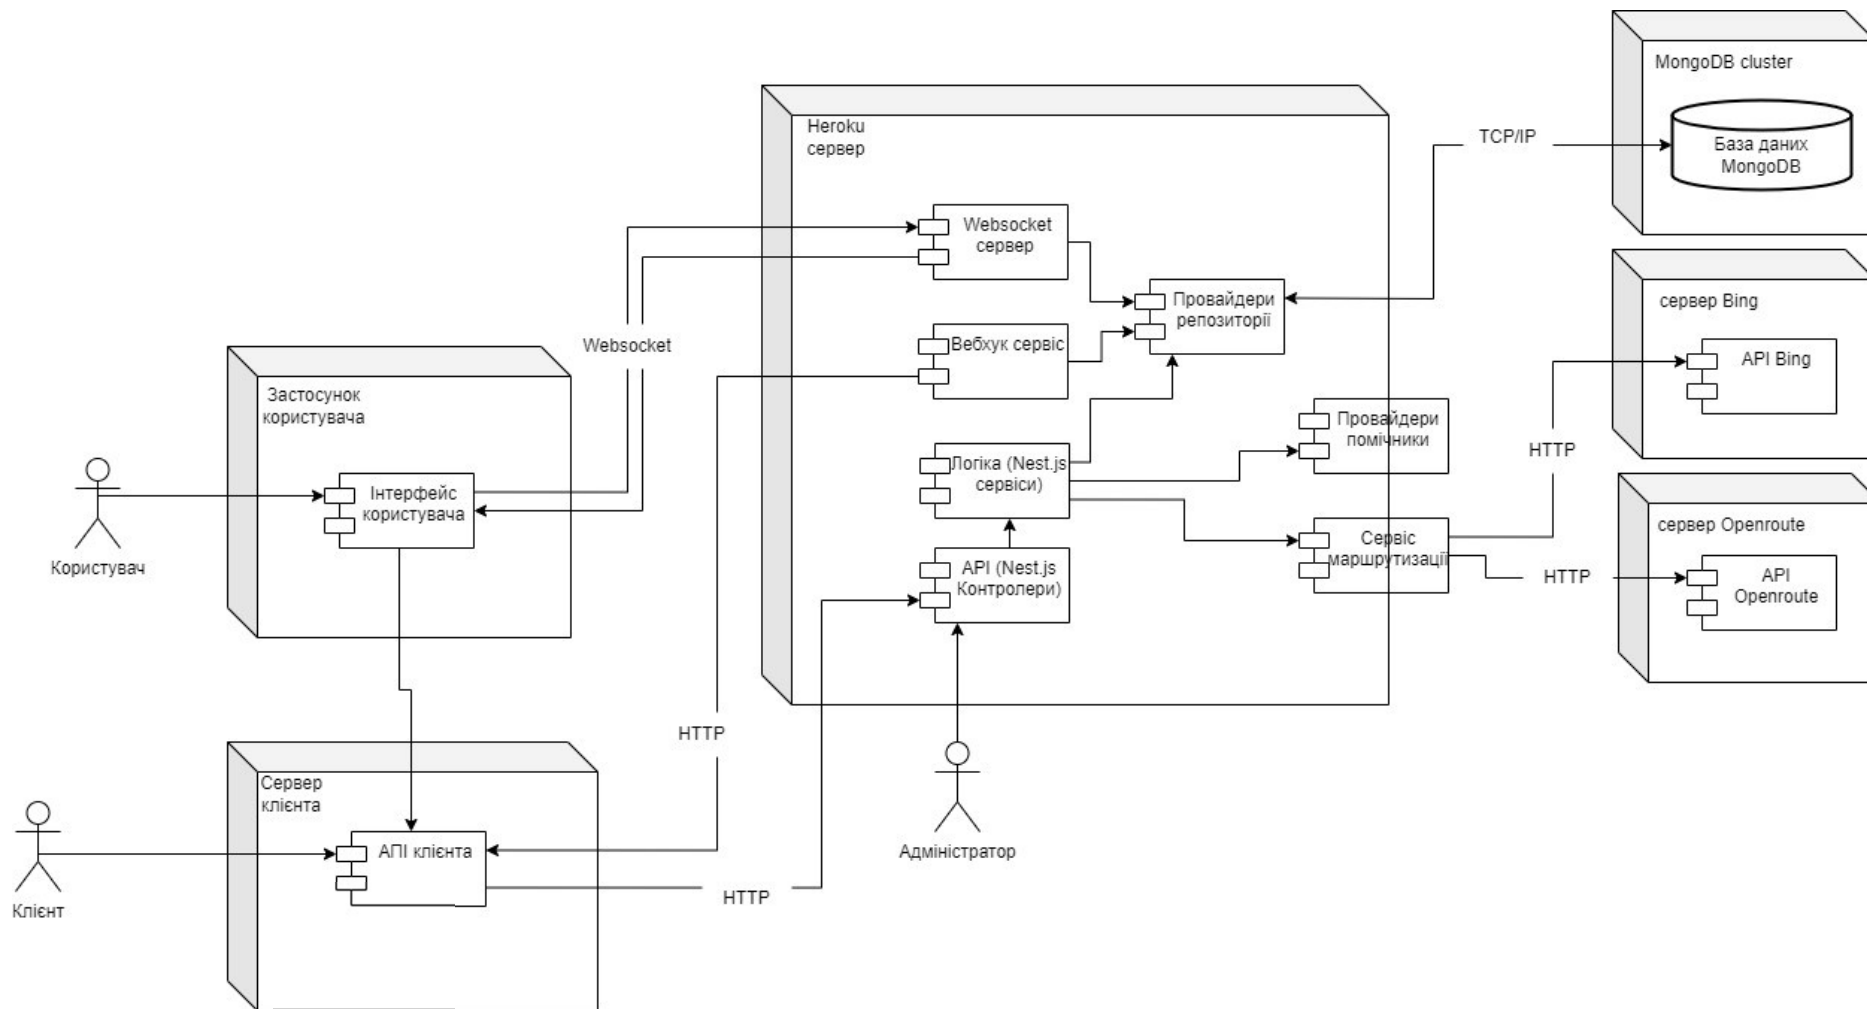 MongoDB cluster
База даних
MongoDB
Heroku
сервер
TCP/IP
Websocket
сервер
Провайдери
репозиторії
сервер Bing
API Bing
Вебхук сервіс
Websocket
Застосунок
користувача
Провайдери
помічники
HTTP
Логіка (Nest.js
сервіси)
Інтерфейс
користувача
Користувач
сервер Openroute
Сервіс
маршрутизації
API (Nest.js
Контролери)
HTTP
API
Openroute
HTTP
Сервер
клієнта
АПІ клієнта
Адміністратор
HTTP
Клієнт